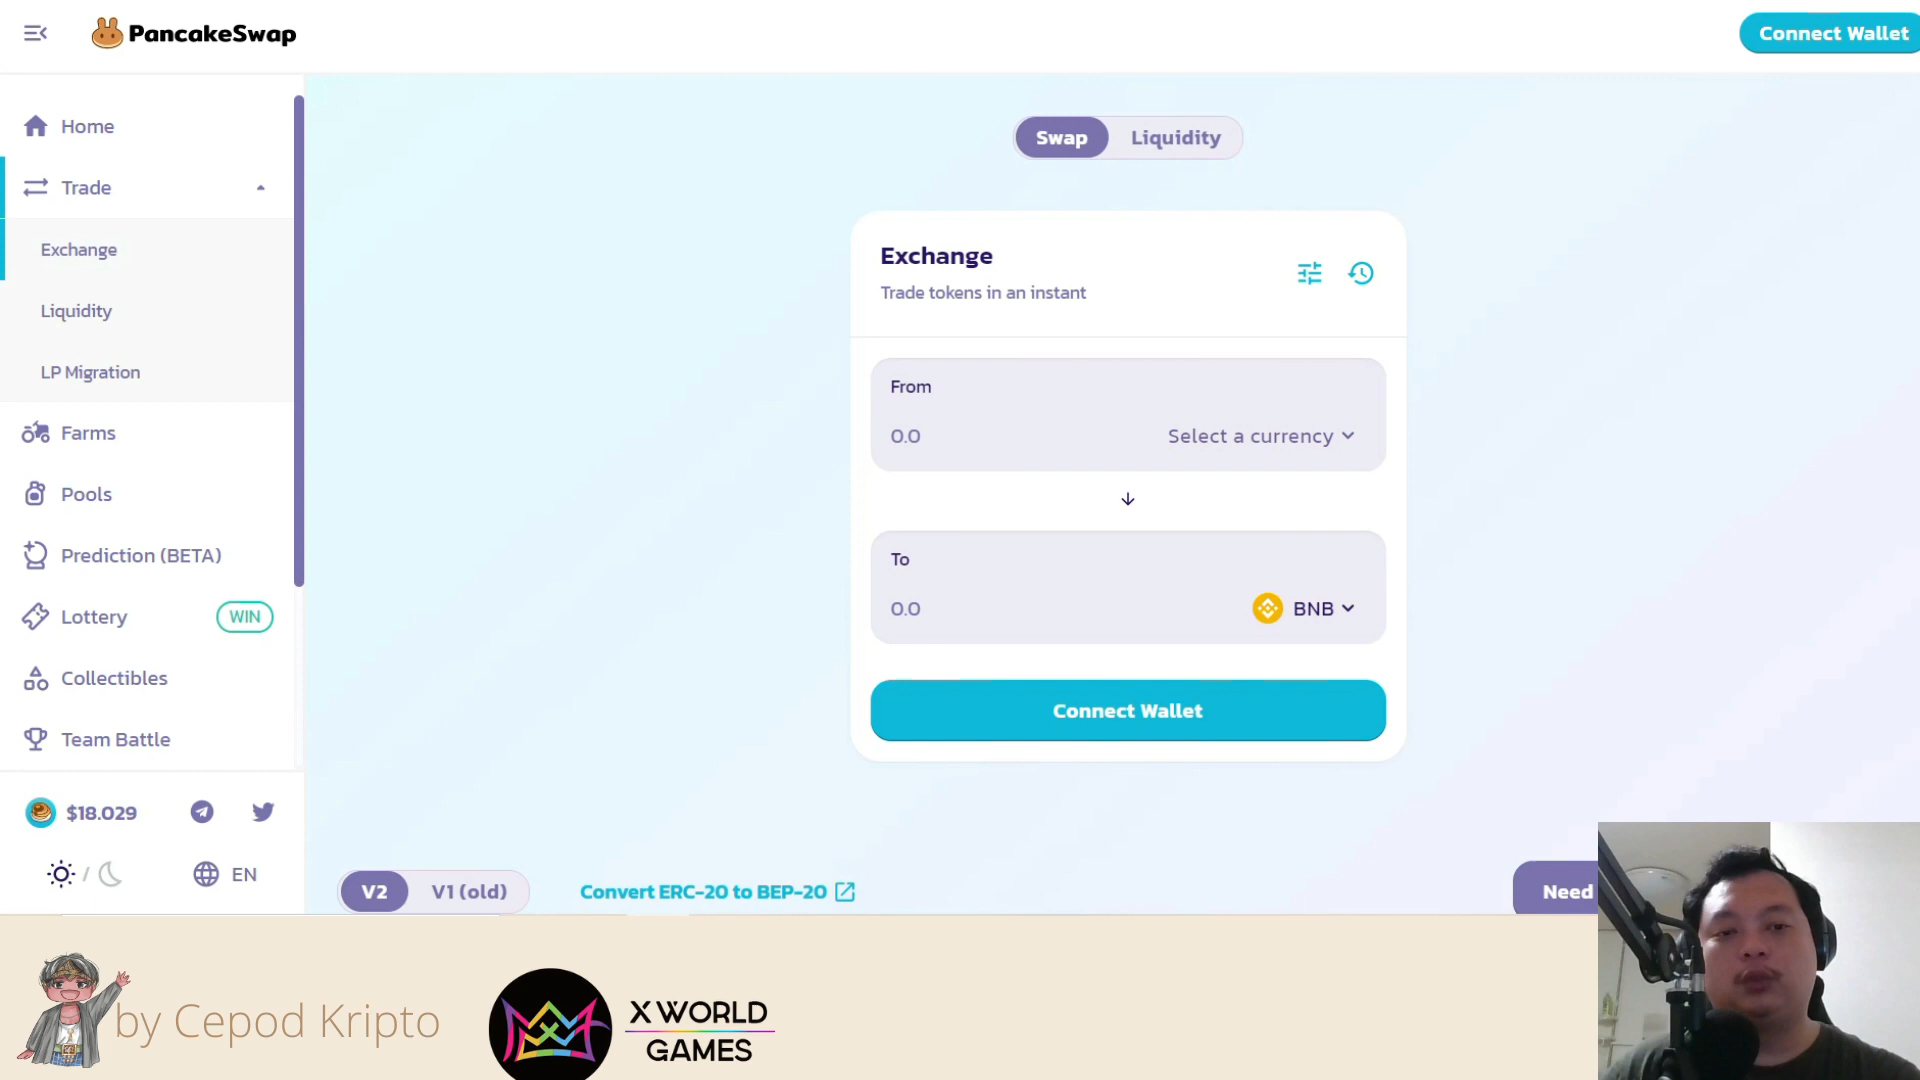 PancakeSwap
Connect Wallet
Home
Trade
Exchange
Liquidity
LP Migration
Farms
Pools
Prediction (BETA)
Lottery
WIN
Collectibles
Team Battle
$18.029
/
EN
Swap
Liquidity
Exchange
Trade tokens in an instant
From
0.0
Select a currency
To
0.0
BNB
Connect Wallet
V2
V1 (old)
Convert ERC-20 to BEP-20
Need
by Cepod Kripto
X WORLD
GAMES